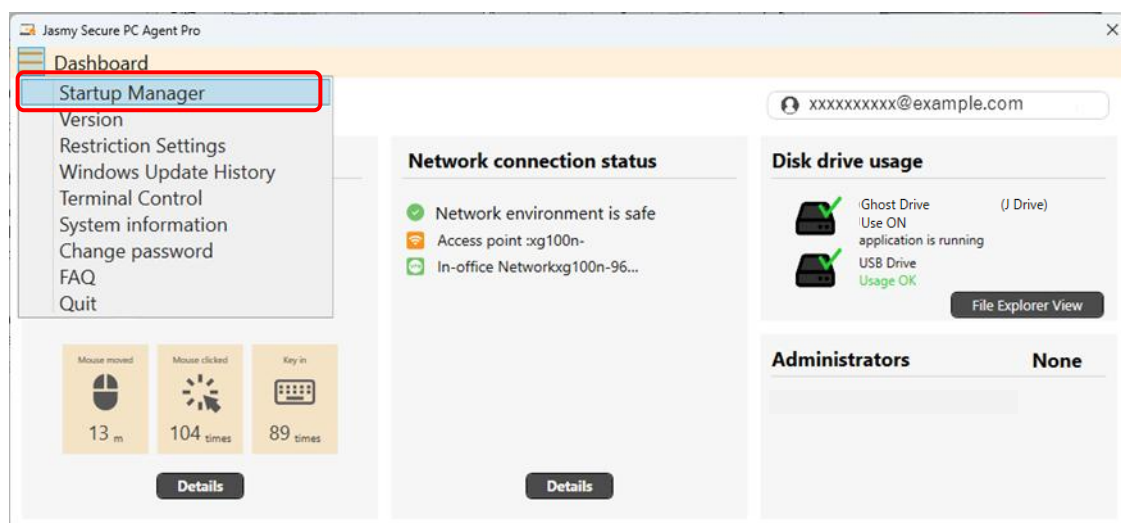 Jasmy Secure PC Agent Pro
Dashboard
Startup Manager
Version
Restriction Settings
Windows Update History
Terminal Control
System information
Change password
FAQ
Quit
xxxxxxxxxx@example.com
Mouse moved
13 m
Mouse clicked
104 times
Key in
89 times
Details
Network connection status
Network environment is safe
Access point :xg100n-
In-office Networkxg100n-96...
Details
Disk drive usage
Ghost Drive (J Drive)
Use ON
application is running
USB Drive
Usage OK
File Explorer View
Administrators None